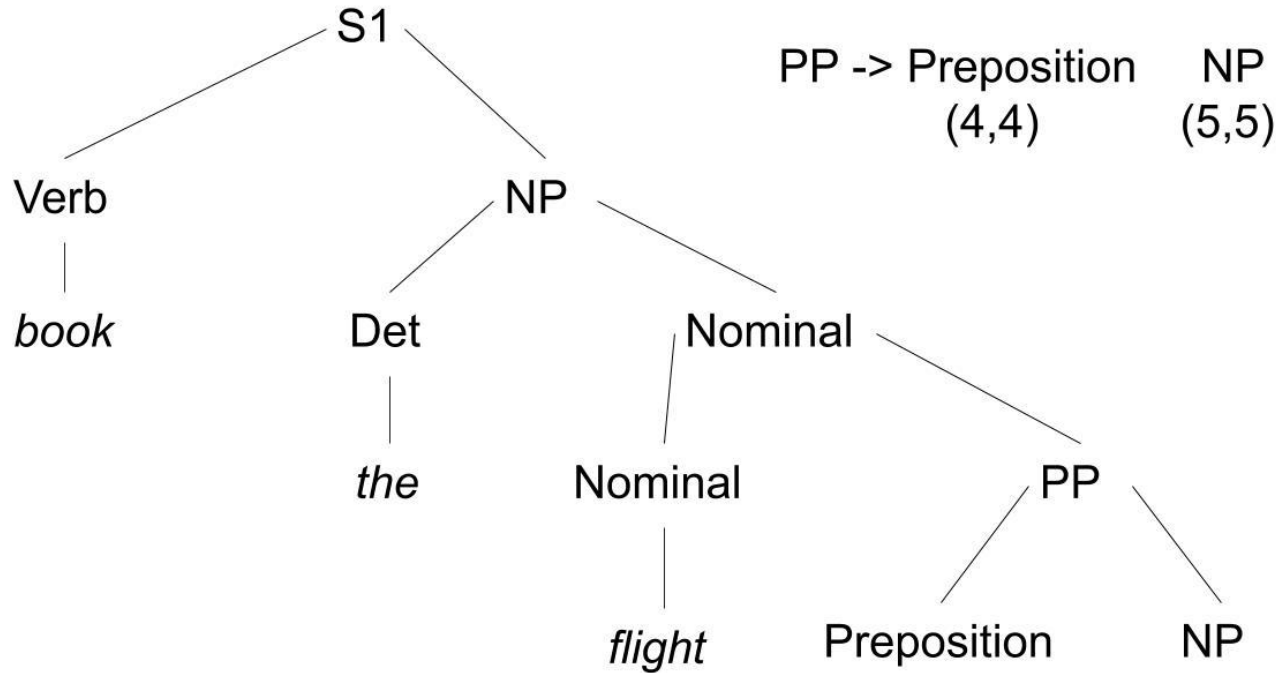 S1
PP -> Preposition NP
(4,4) (5,5)
Verb NP
book Det Nominal
the Nominal PP
flight Preposition NP